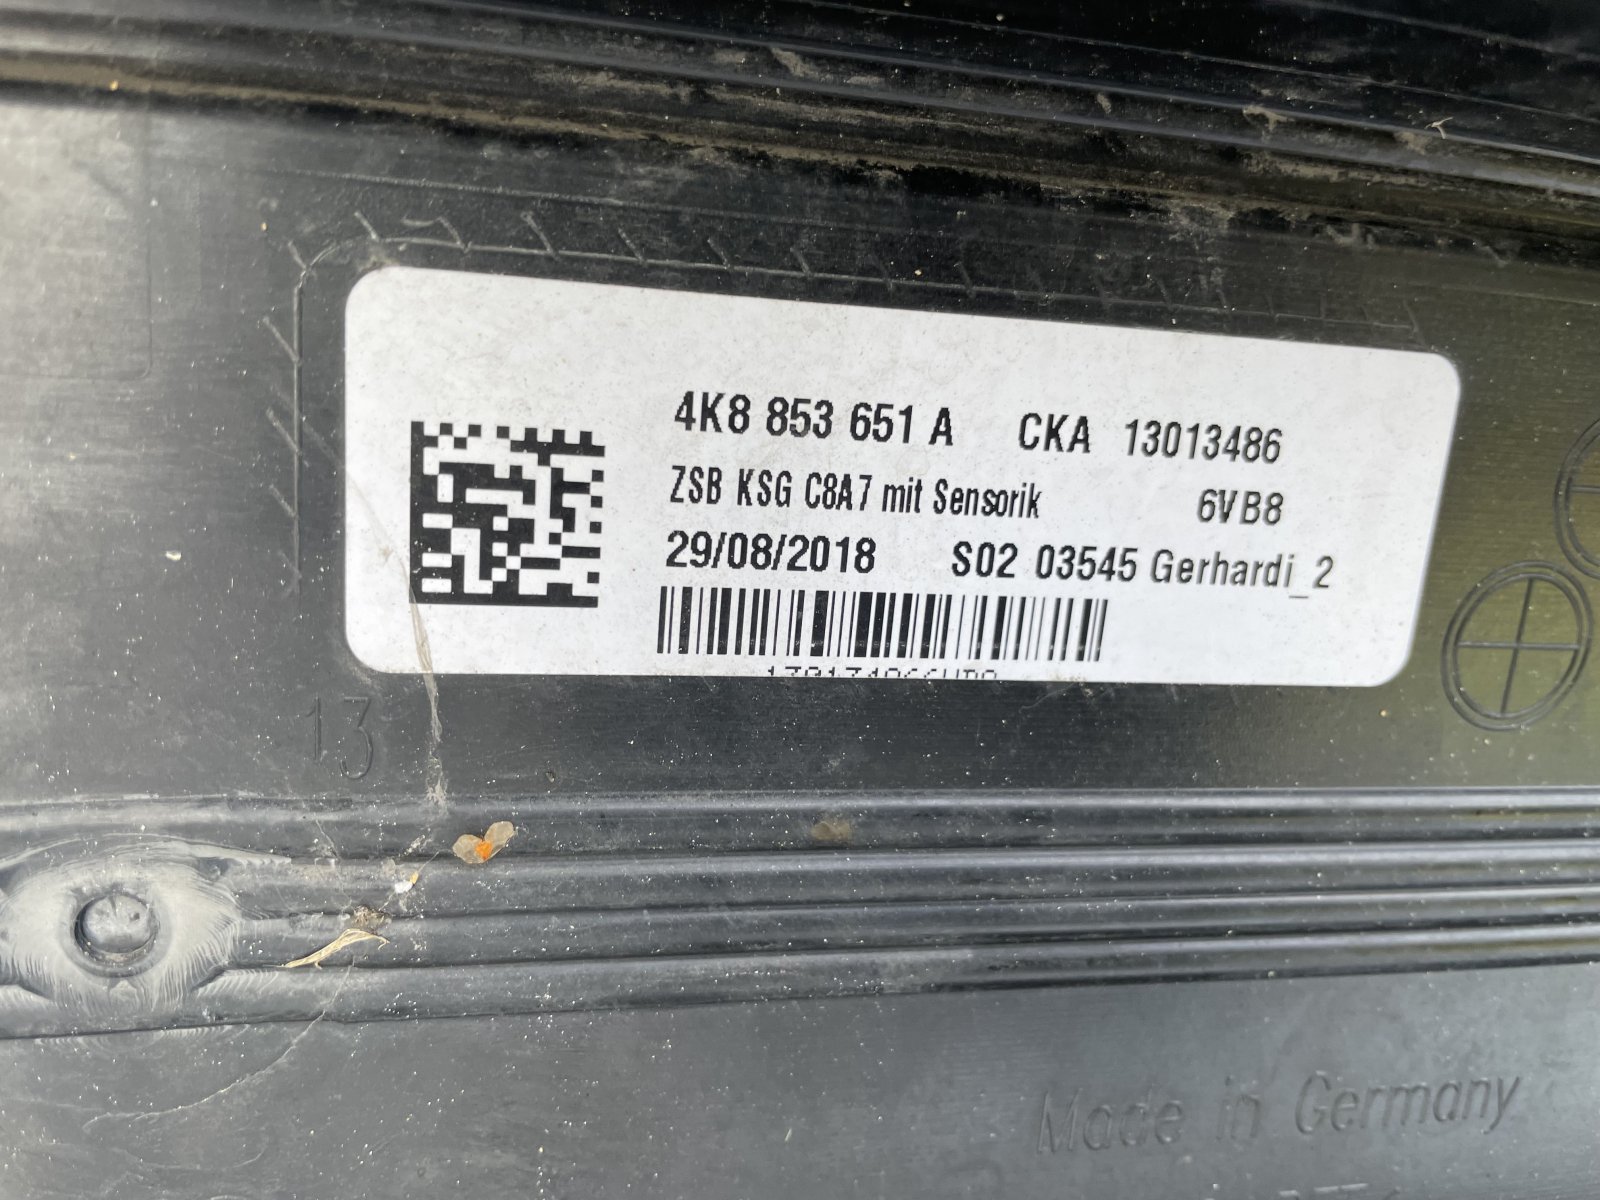 4K8 853 651 A CKA 13013486
ZSB KSG C8A7 mit Sensorik 6VB8
29/08/2018 S02 03545 Gerhardi_2
13
Made in Germany